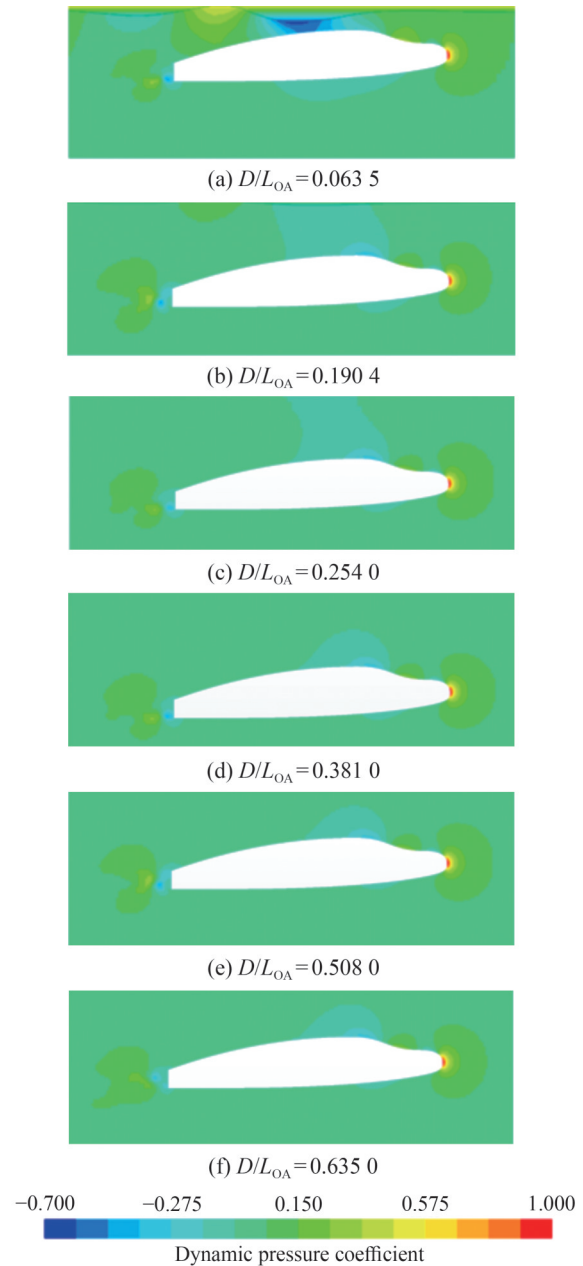 (a) D/LOA=0.063 5
(b) D/LOA=0.190 4
(c) D/LOA=0.254 0
(d) D/LOA=0.381 0
(e) D/LOA=0.508 0
(f) D/LOA=0.635 0
−0.700 −0.275 0.150 0.575 1.000
Dynamic pressure coefficient